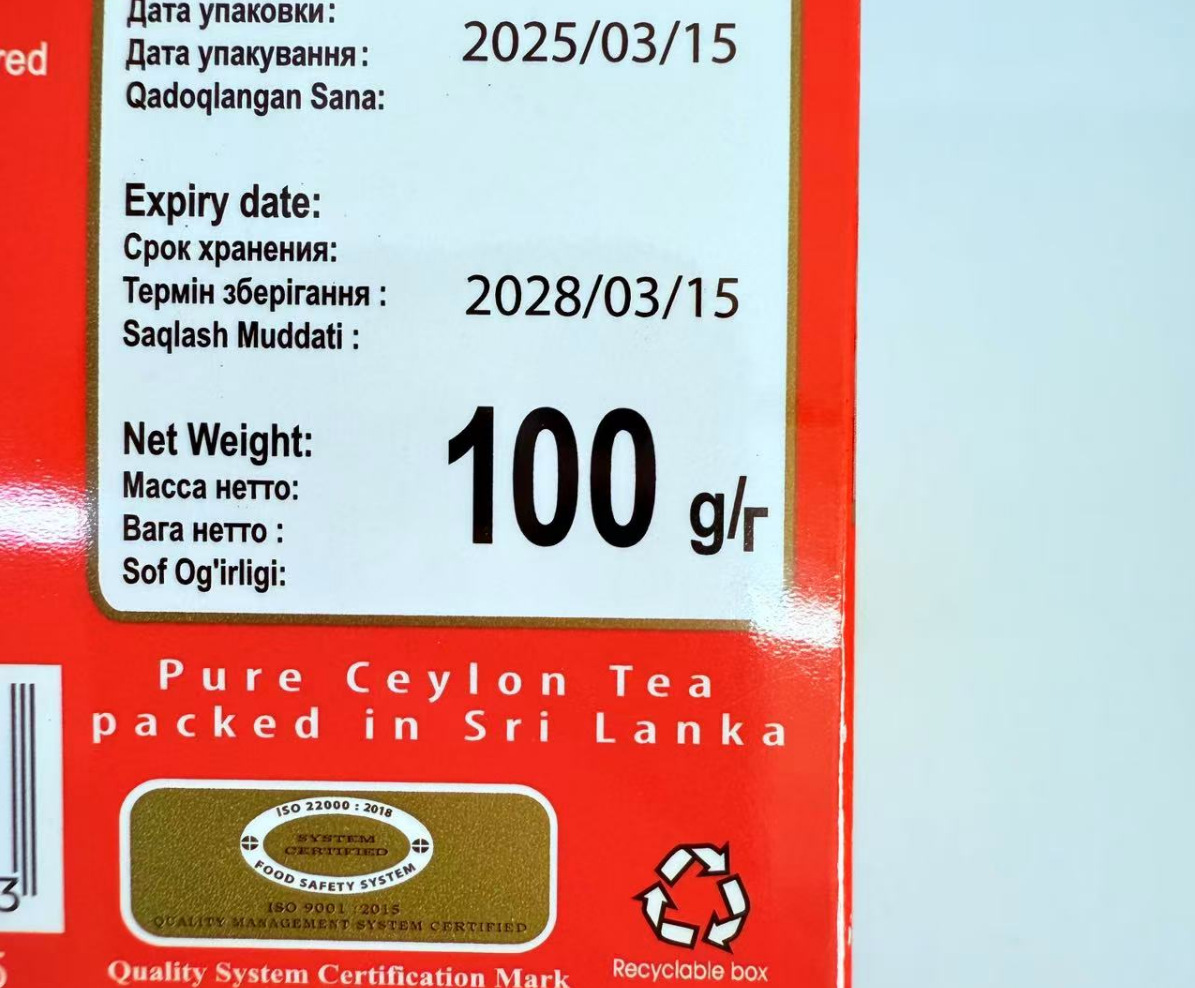 Дата упаковки:
Дата упакування :
Qadoqlangan Sana:
2025/03/15
Expiry date:
Срок хранения:
Термін зберігання :
Saqlash Muddati :
2028/03/15
Net Weight:
Масса нетто:
Вага нетто :
Sof Og'irligi:
100 g/г
red
Pure Ceylon Tea
packed in Sri Lanka
ISO 22000 : 2018
SYSTEM
CERTIFIED
FOOD SAFETY SYSTEM
ISO 9001 : 2015
QUALITY MANAGEMENT SYSTEM CERTIFIED
Quality System Certification Mark
Recyclable box
3